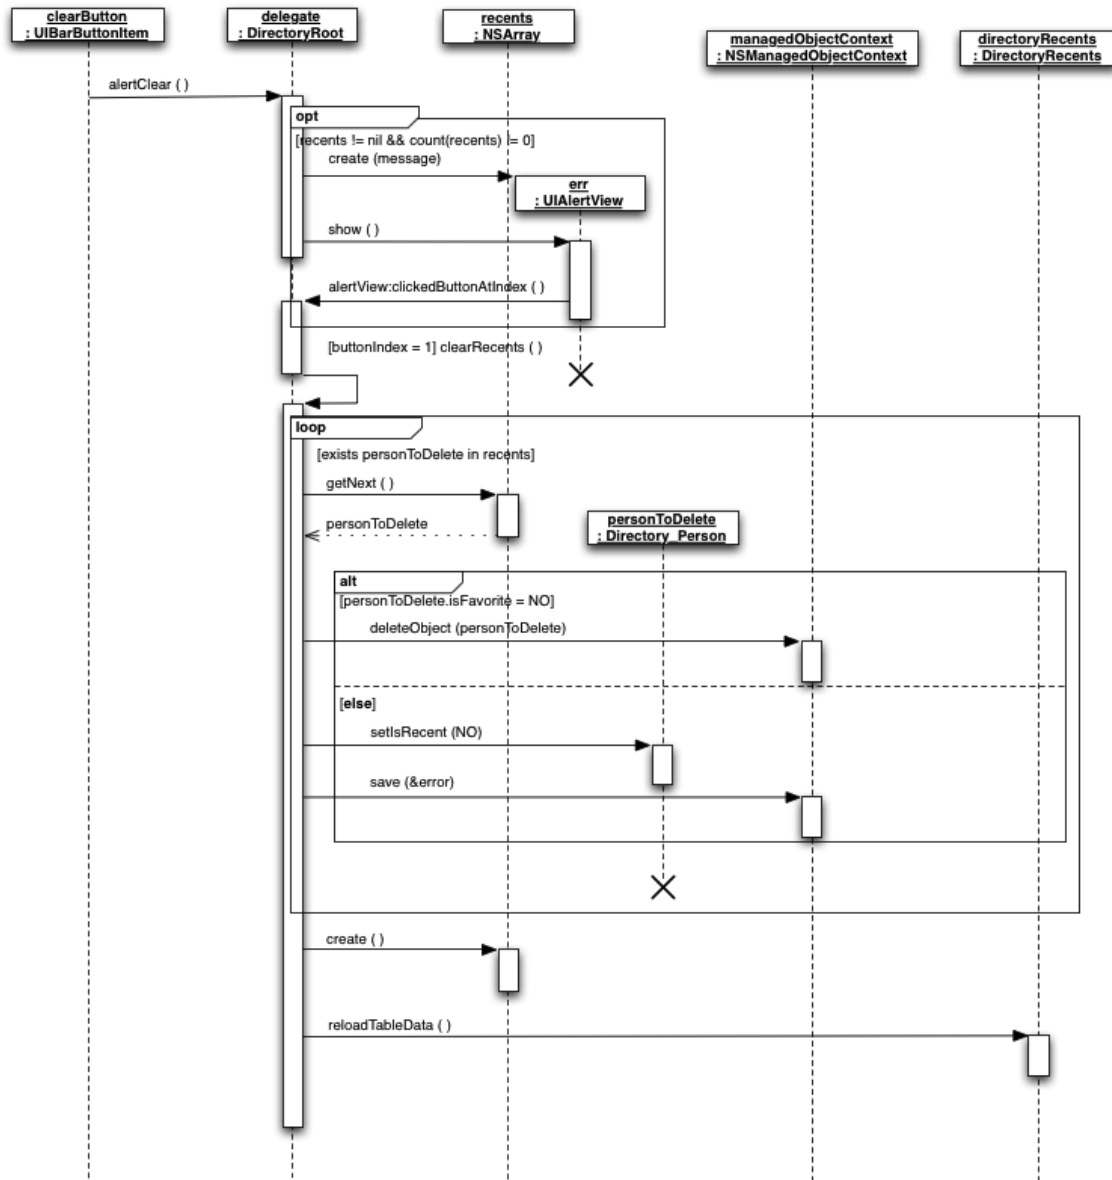 clearButton
: UIBarButtonItem
delegate
: DirectoryRoot
recents
: NSArray
managedObjectContext
: NSManagedObjectContext
directoryRecents
: DirectoryRecents
alertClear ( )
opt
[recents != nil && count(recents) != 0]
create (message)
err
: UIAlertView
show ( )
alertView:clickedButtonAtIndex ( )
[buttonIndex = 1] clearRecents ( )
loop
[exists personToDelete in recents]
getNext ( )
personToDelete
personToDelete
: Directory_Person
alt
[personToDelete.isFavorite = NO]
deleteObject (personToDelete)
[else]
setIsRecent (NO)
save (&error)
create ( )
reloadTableData ( )